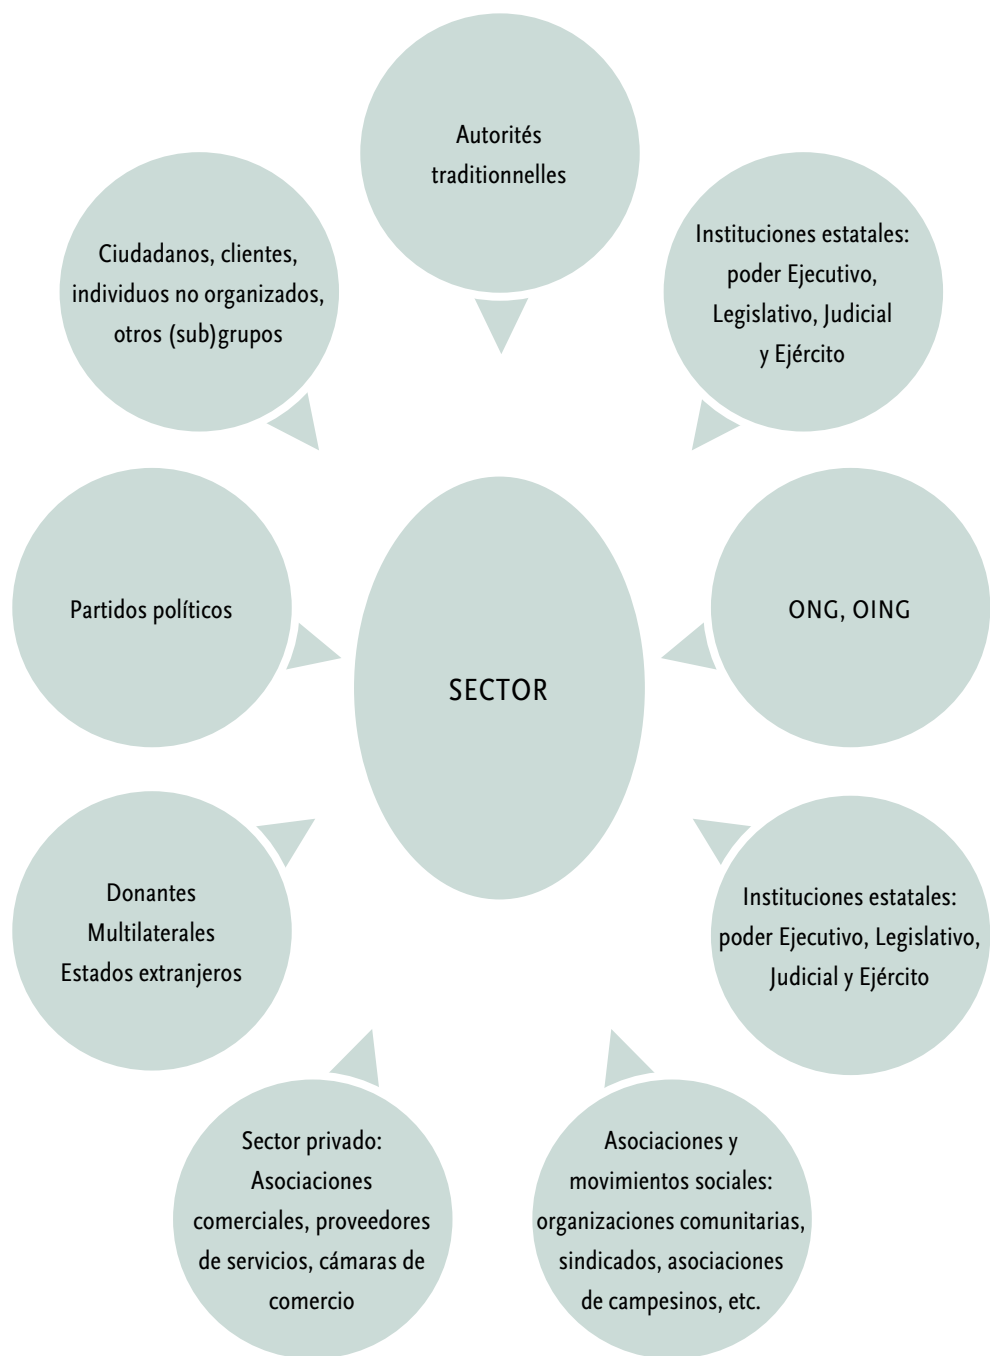 Autorités
traditionnelles
Ciudadanos, clientes,
individuos no organizados,
otros (sub)grupos
Instituciones estatales:
poder Ejecutivo,
Legislativo, Judicial
y Ejército
Partidos políticos
SECTOR
ONG, OING
Donantes
Multilaterales
Estados extranjeros
Instituciones estatales:
poder Ejecutivo, Legislativo,
Judicial y Ejército
Sector privado:
Asociaciones
comerciales, proveedores
de servicios, cámaras de
comercio
Asociaciones y
movimientos sociales:
organizaciones comunitarias,
sindicados, asociaciones
de campesinos, etc.